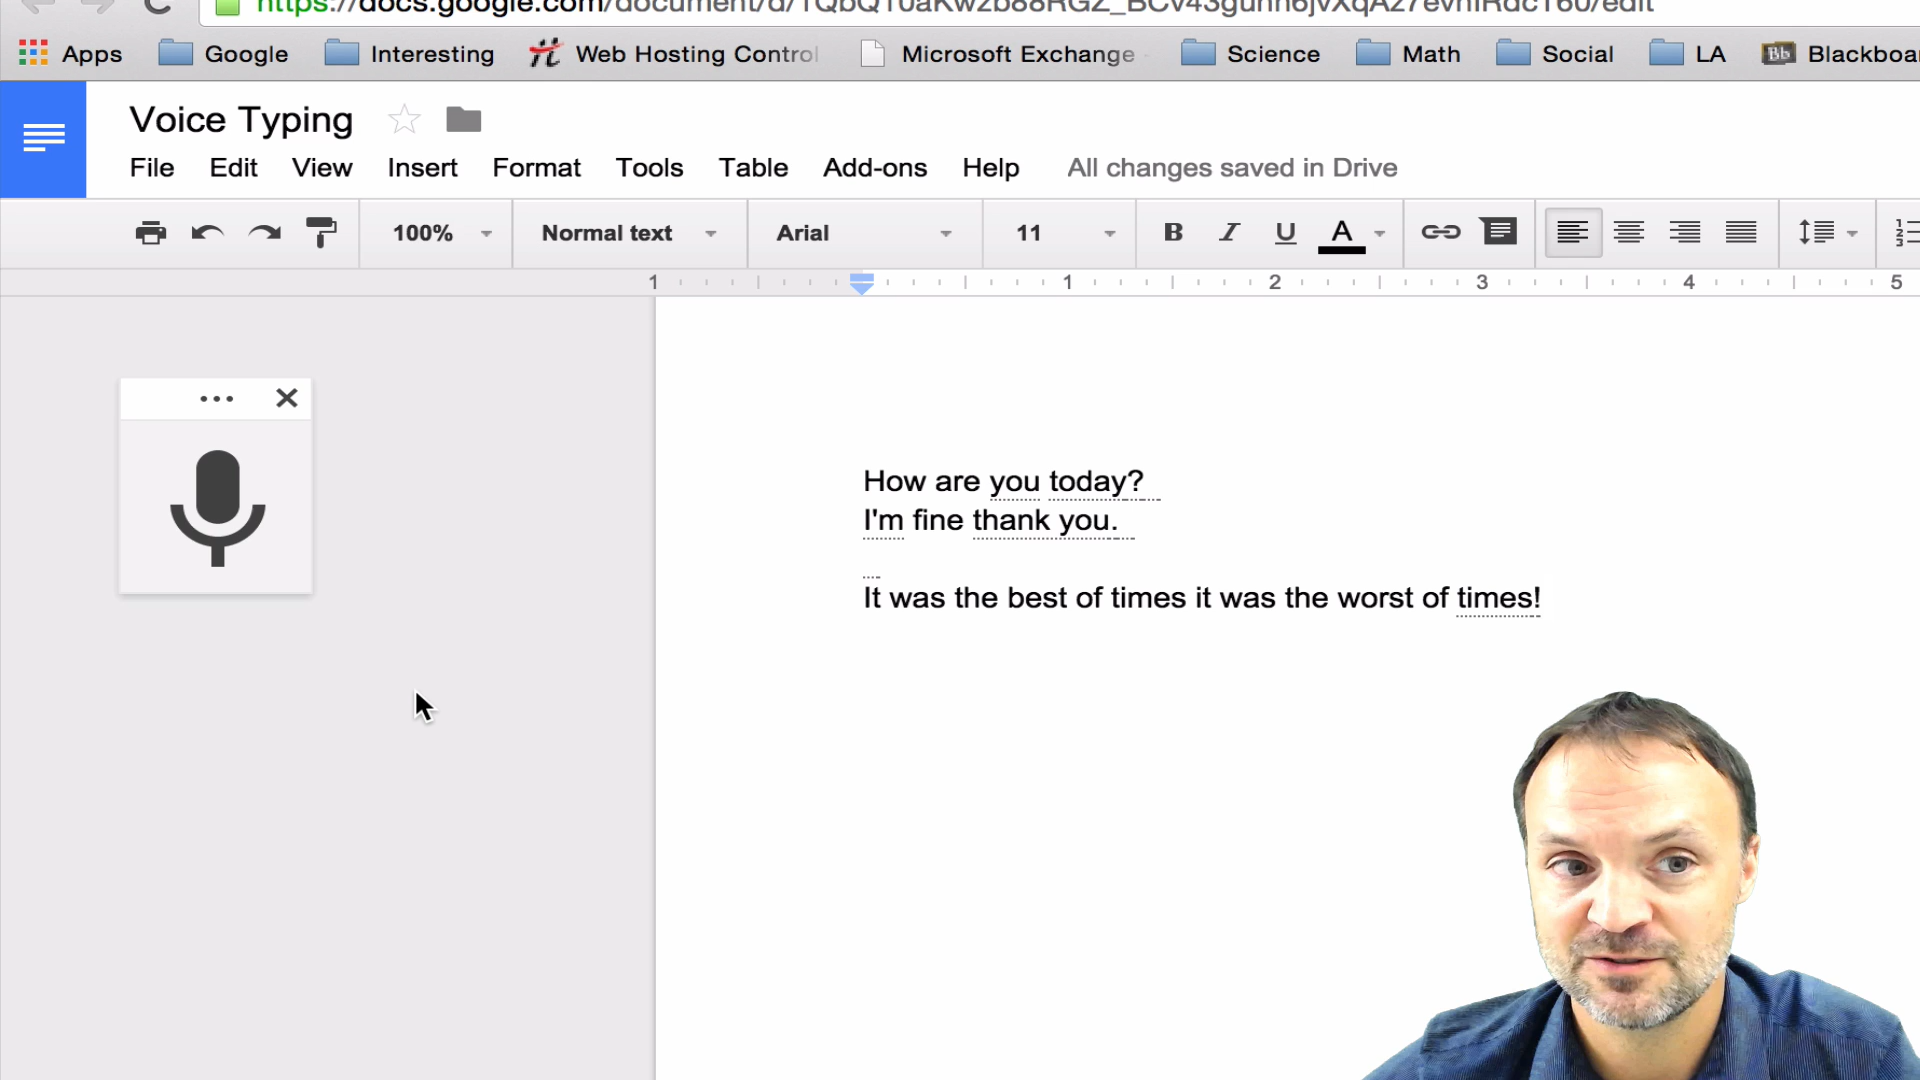 Apps Google Interesting Web Hosting Control Microsoft Exchange Science Math Social LA
Voice Typing
File Edit View Insert Format Tools Table Add-ons Help All changes saved in Drive
100% Normal text Arial 11 B I U A
1 1 2 3 4 5
How are you today?
I'm fine thank you.
It was the best of times it was the worst of times!